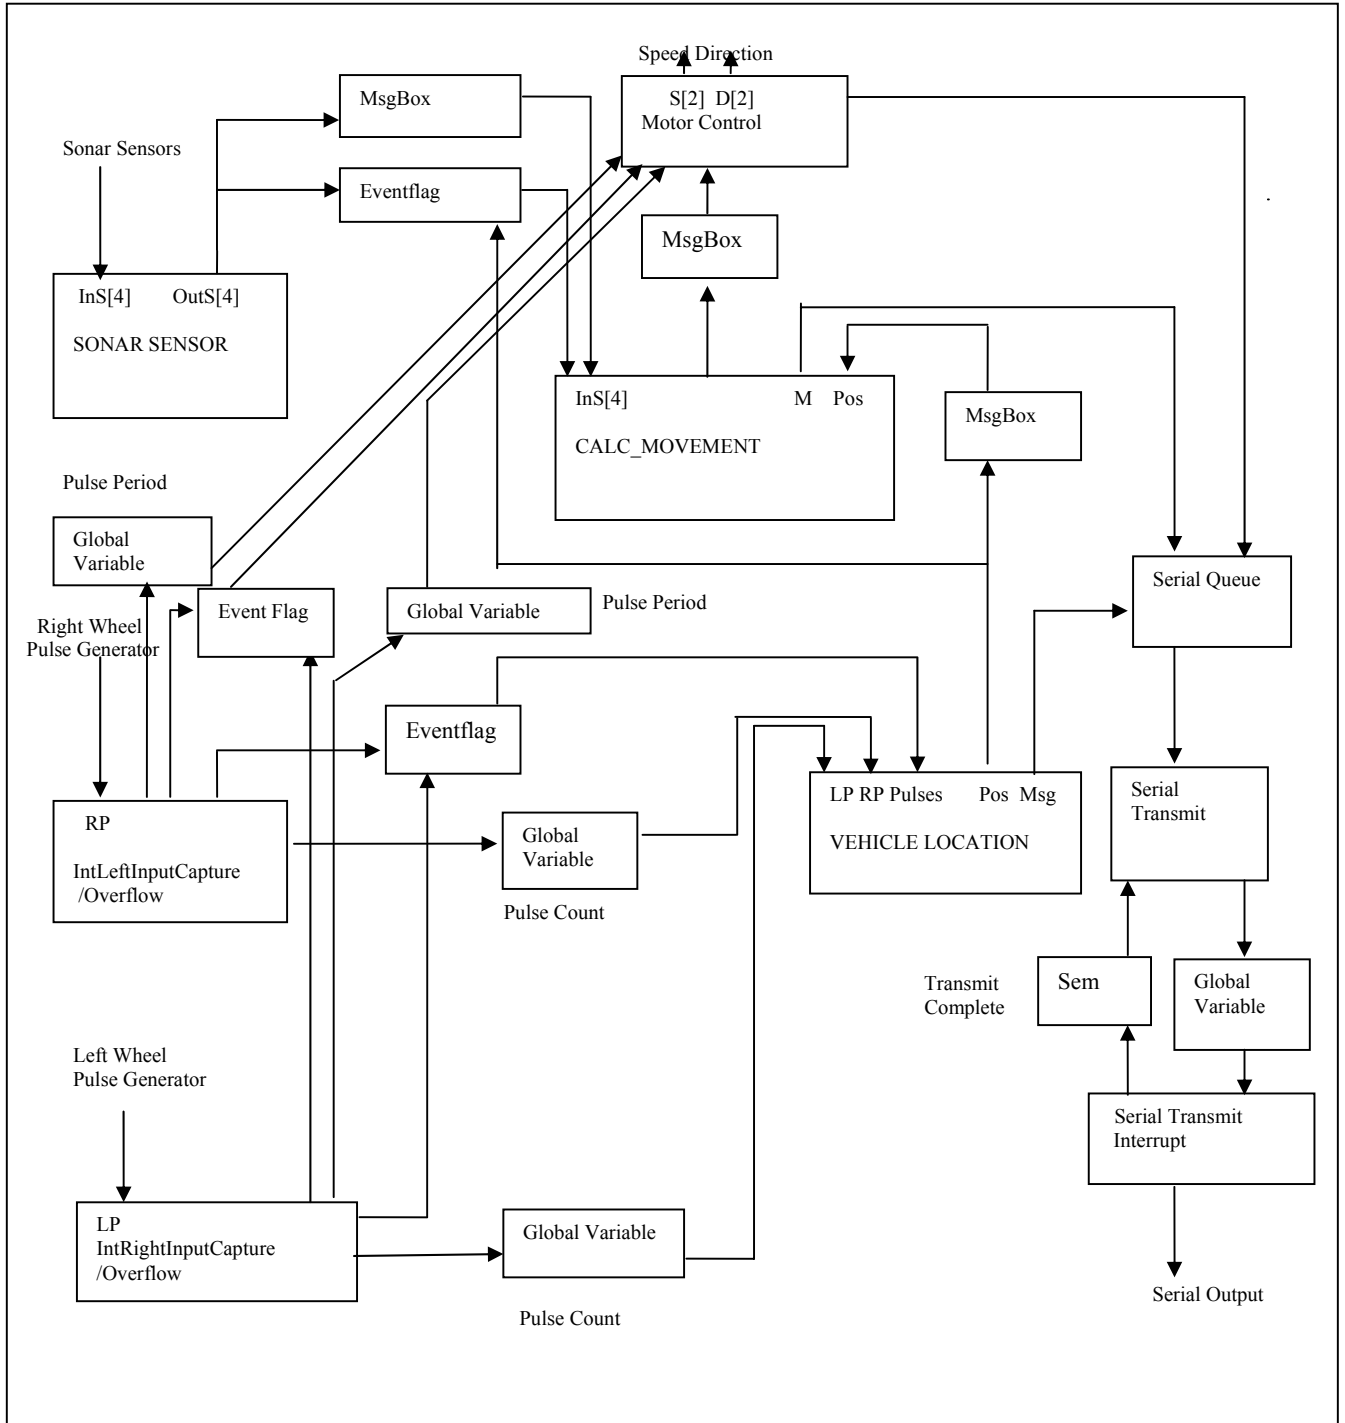 Speed Direction
MsgBox
S[2] D[2]
Motor Control
Sonar Sensors
Eventflag
MsgBox
InS[4] OutS[4]
SONAR SENSOR
InS[4] M Pos
CALC_MOVEMENT
MsgBox
Pulse Period
Global
Variable
Serial Queue
Event Flag
Global Variable
Pulse Period
Right Wheel
Pulse Generator
Eventflag
LP RP Pulses Pos Msg
VEHICLE LOCATION
Serial
Transmit
RP
IntLeftInputCapture
/Overflow
Global
Variable
Pulse Count
Transmit
Complete
Sem
Global
Variable
Left Wheel
Pulse Generator
Serial Transmit
Interrupt
LP
IntRightInputCapture
/Overflow
Global Variable
Pulse Count
Serial Output